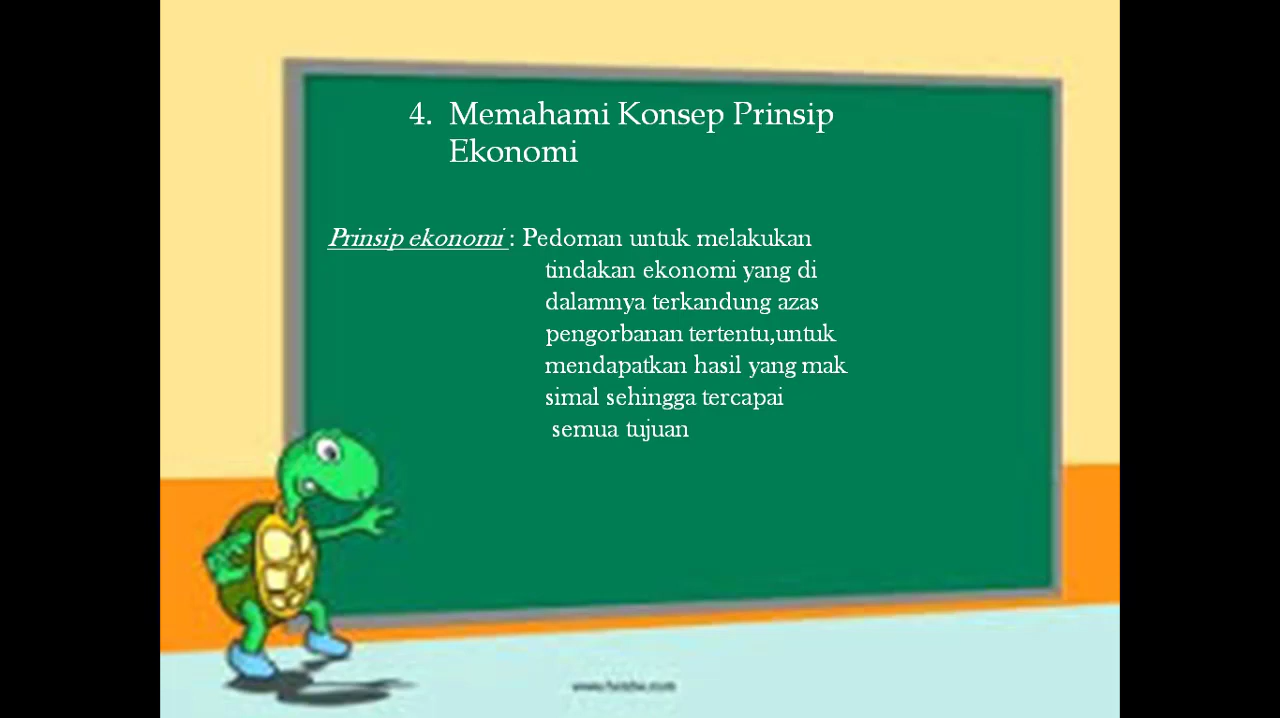 4. Memahami Konsep Prinsip
Ekonomi
Prinsip ekonomi : Pedoman untuk melakukan
tindakan ekonomi yang di
dalamnya terkandung azas
pengorbanan tertentu,untuk
mendapatkan hasil yang mak
simal sehingga tercapai
semua tujuan